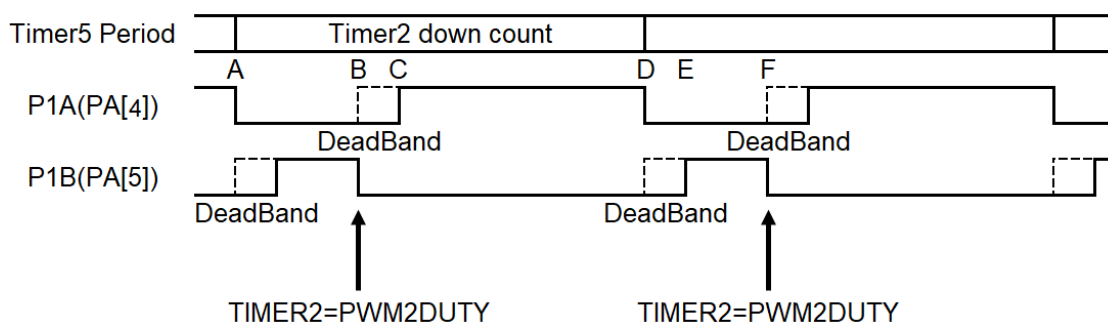 Timer5 Period Timer2 down count
A B C D E F
P1A(PA[4])
DeadBand DeadBand
P1B(PA[5])
DeadBand DeadBand
TIMER2=PWM2DUTY TIMER2=PWM2DUTY